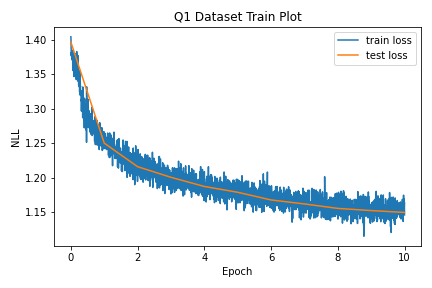 Q1 Dataset Train Plot
train loss
test loss
1.40
1.35
1.30
1.25
1.20
1.15
NLL
0 2 4 6 8 10
Epoch